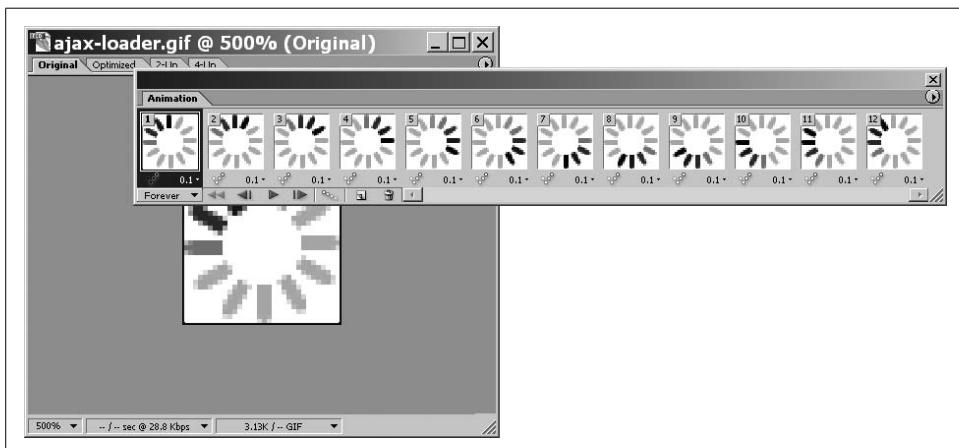 ajax-loader.gif @ 500% (Original)
Original Optimized 2-Up 4-Up
Animation
1 2 3 4 5 6 7 8 9 10 11 12
0.1 0.1 0.1 0.1 0.1 0.1 0.1 0.1 0.1 0.1 0.1 0.1
Forever
500% -- / -- sec @ 28.8 Kbps 3.13K / -- GIF